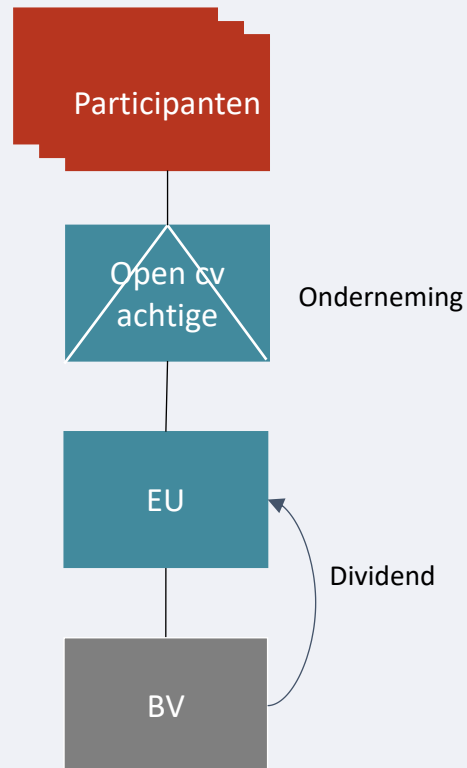 Participanten
Open cv
achtige
Onderneming
EU
Dividend
BV